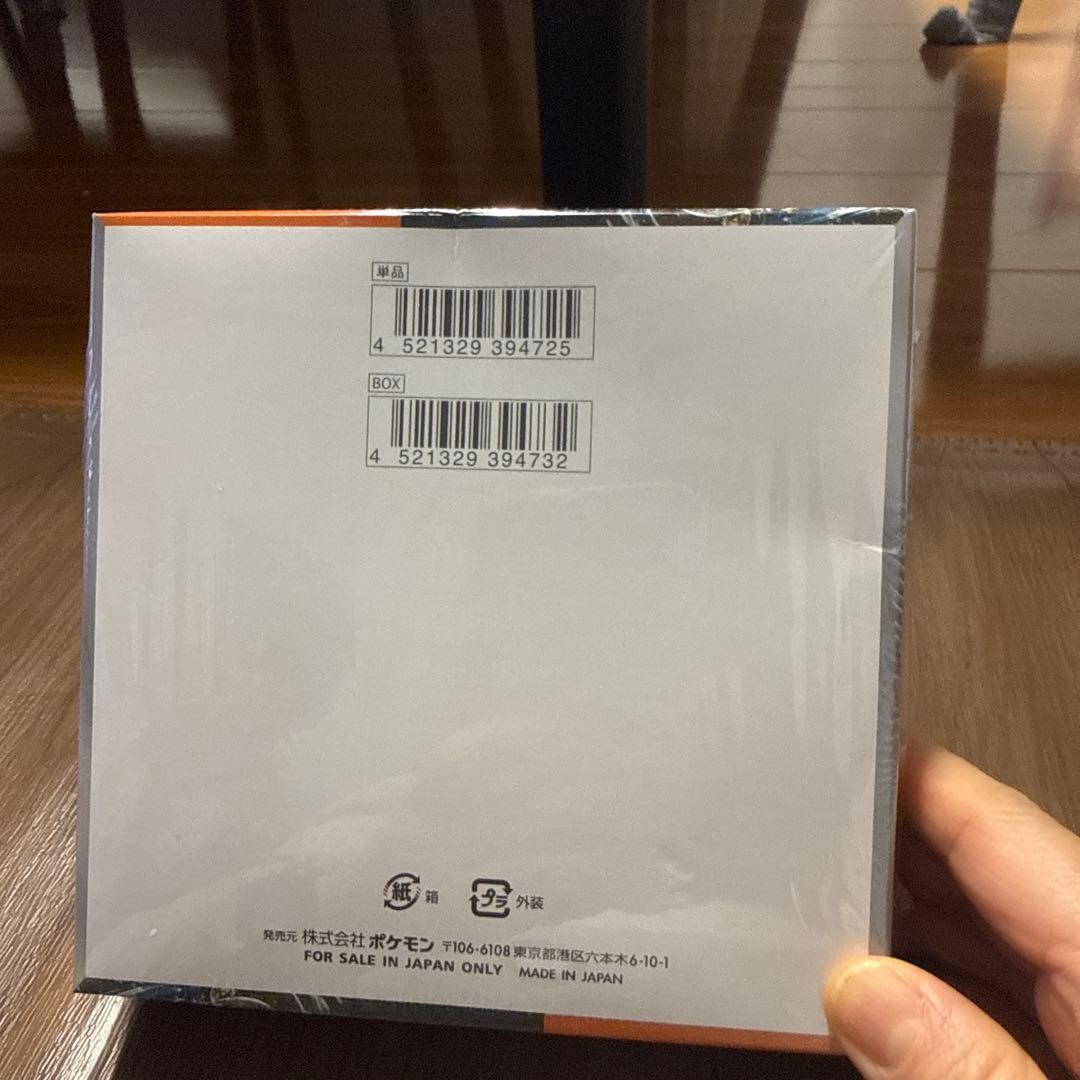 単品
4 521329 394725
BOX
4 521329 394732
紙 箱 プラ 外装
発売元 株式会社 ポケモン 〒106-6108 東京都港区六本木6-10-1
FOR SALE IN JAPAN ONLY MADE IN JAPAN